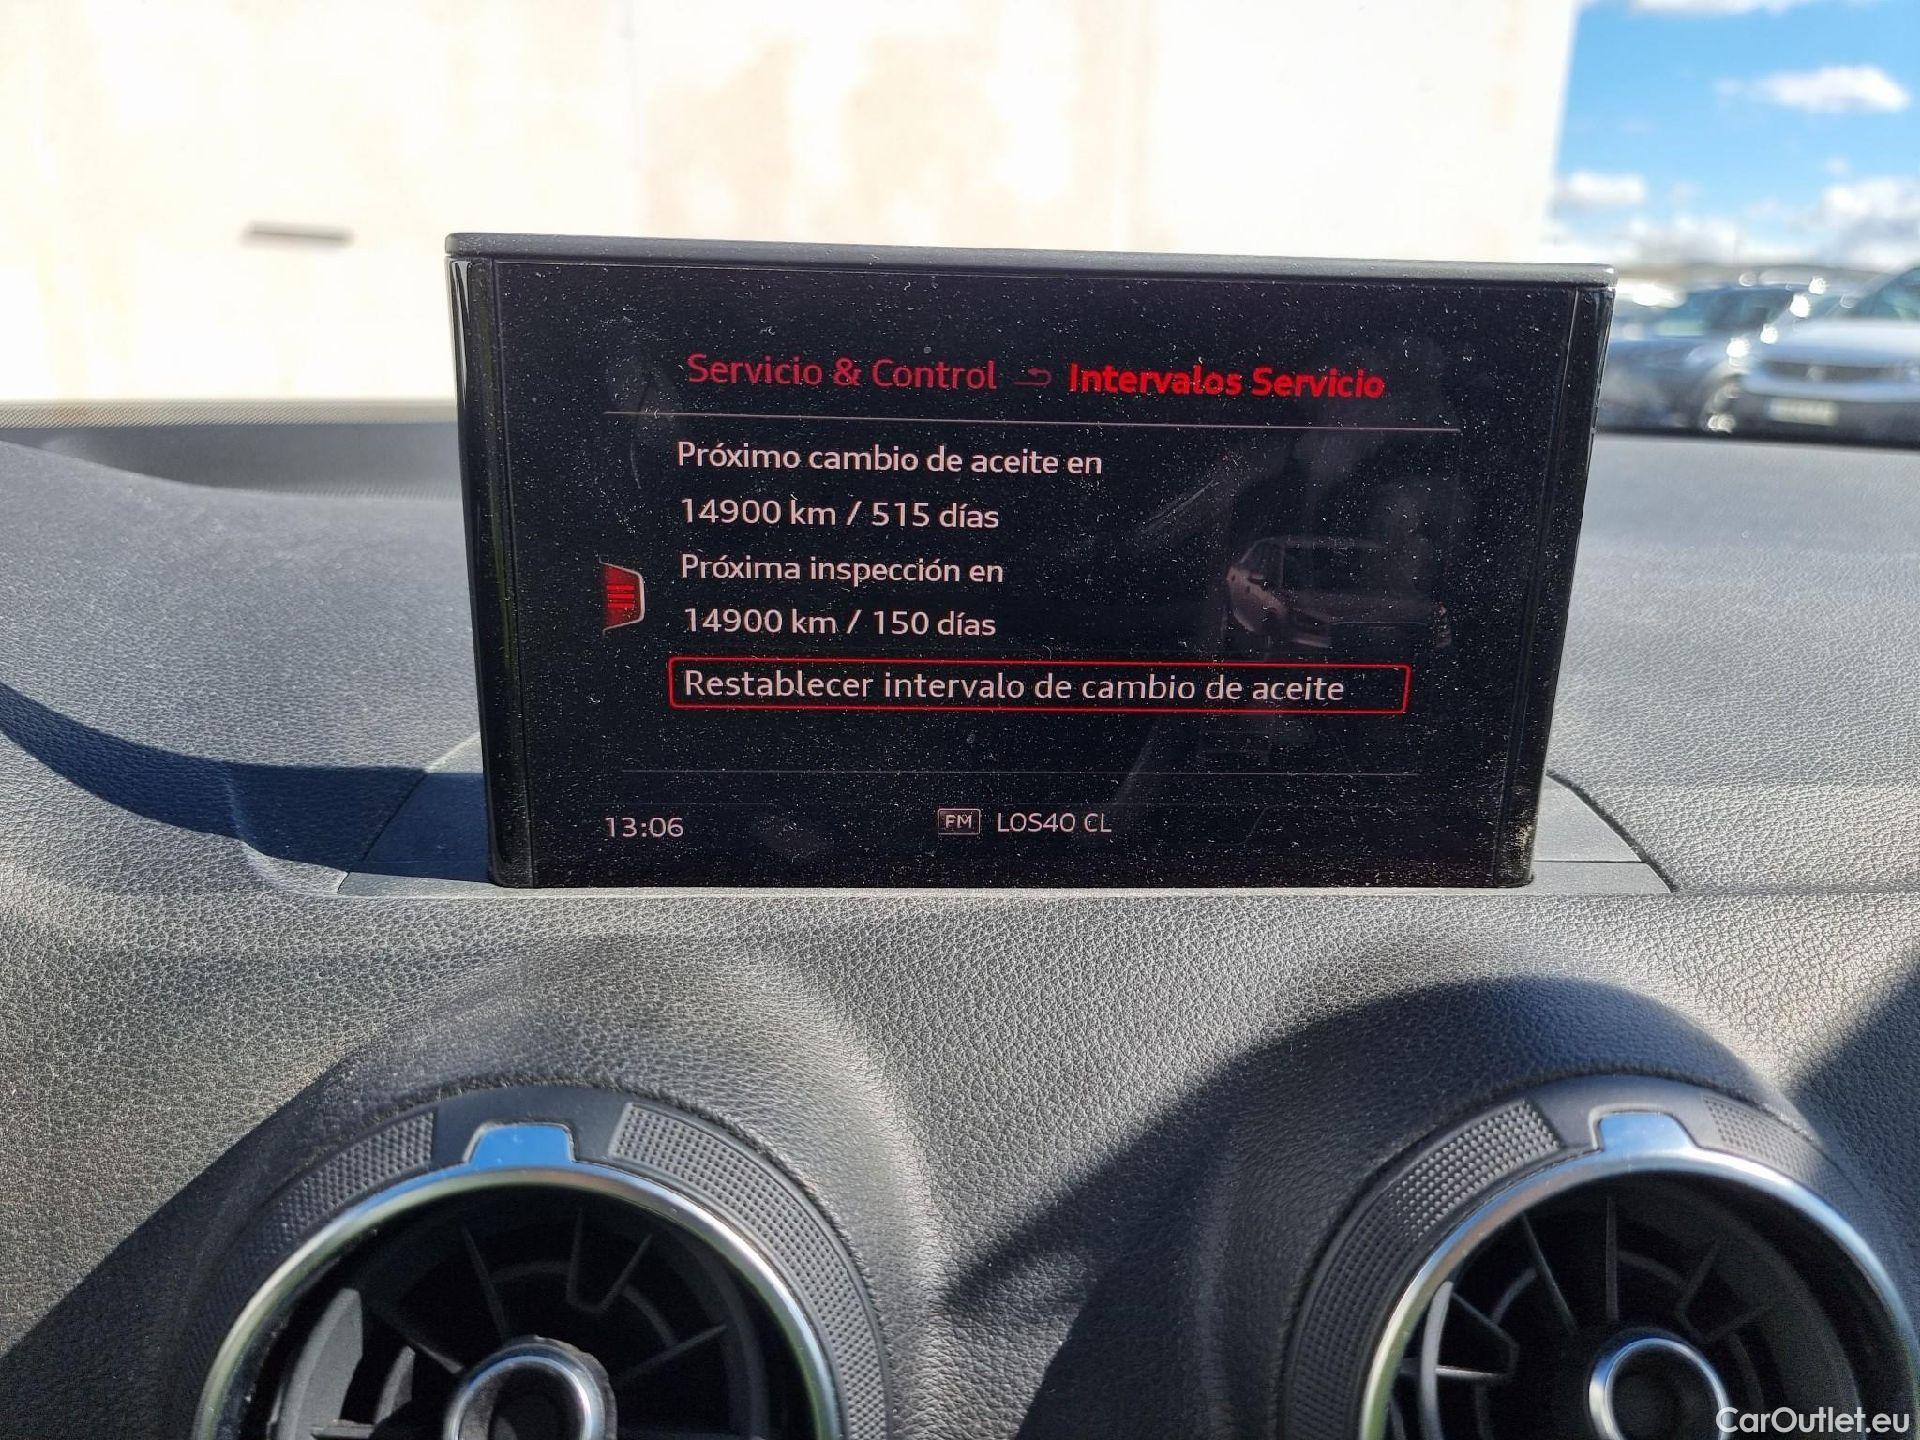 Servicio & Control Intervalos Servicio
Próximo cambio de aceite en
14900 km / 515 días
Próxima inspección en
14900 km / 150 días
Restablecer intervalo de cambio de aceite
13:06 FM LOS40 CL
CarOutlet.eu